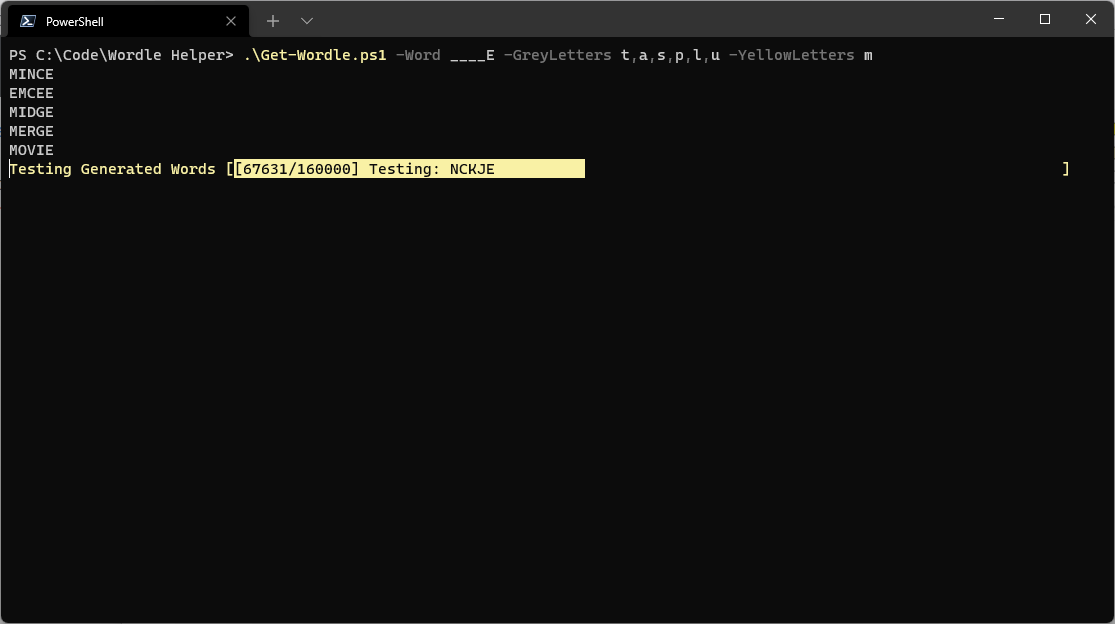 PowerShell
PS C:\Code\Wordle Helper> .\Get-Wordle.ps1 -Word ____E -GreyLetters t,a,s,p,l,u -YellowLetters m
MINCE
EMCEE
MIDGE
MERGE
MOVIE
Testing Generated Words [[67631/160000] Testing: NCKJE ]